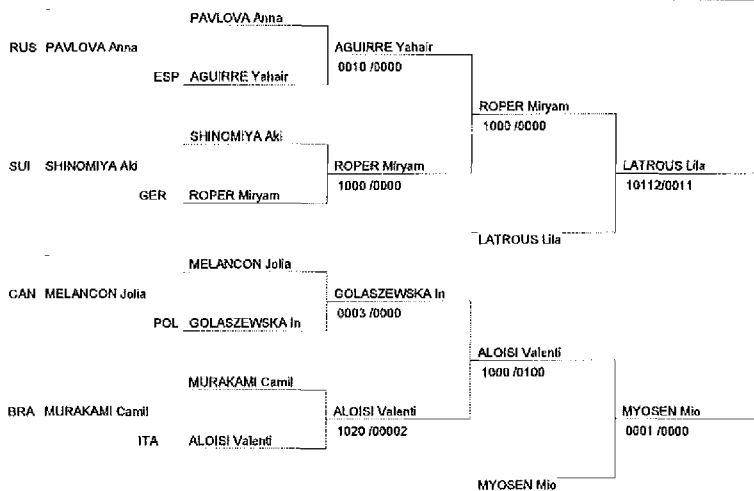 PAVLOVA Anna
RUS PAVLOVA Anna
AGUIRRE Yahair
0010 /0000
ESP AGUIRRE Yahair
ROPER Miryam
1000 /0000
SHINOMIYA Aki
SUI SHINOMIYA Aki
ROPER Miryam
1000 /0000
LATROUS Lila
10112/0011
GER ROPER Miryam
LATROUS Lila
MELANCON Jolia
CAN MELANCON Jolia
GOLASZEWSKA In
0003 /0000
POL GOLASZEWSKA In
ALOISI Valenti
1000 /0100
MURAKAMI Camil
BRA MURAKAMI Camil
ALOISI Valenti
1020 /00002
MYOSEN Mio
0001 /0000
ITA ALOISI Valenti
MYOSEN Mio